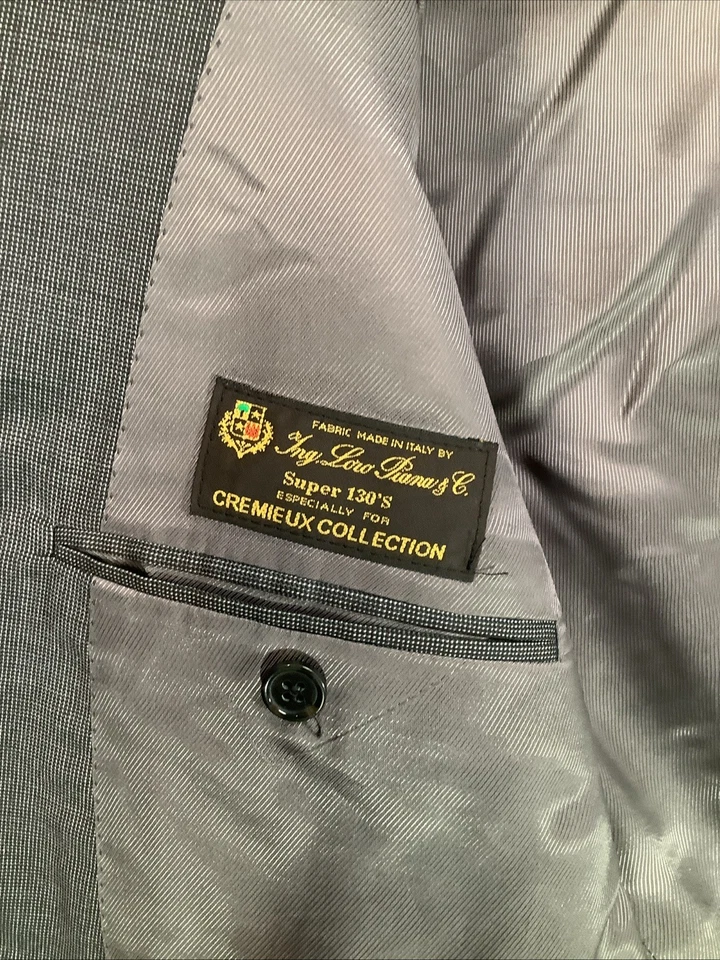 FABRIC MADE IN ITALY BY
Ing. Loro Piana & C.
Super 130'S
ESPECIALLY FOR
CREMIEUX COLLECTION